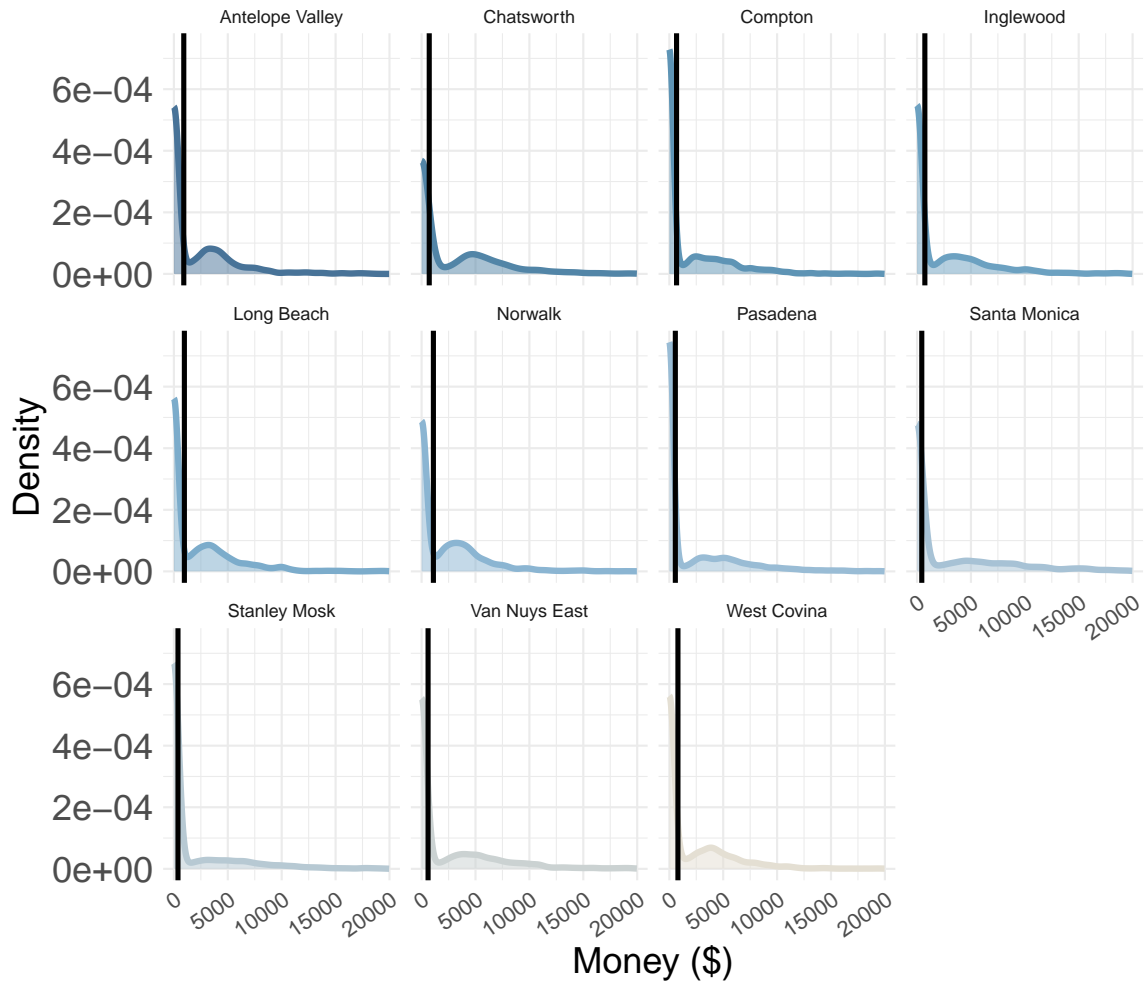 Antelope Valley
Chatsworth
Compton
Inglewood
6e−04
4e−04
2e−04
0e+00
Long Beach
Norwalk
Pasadena
Santa Monica
6e−04
4e−04
2e−04
0e+00
0 5000 10000 15000 20000
Stanley Mosk
Van Nuys East
West Covina
6e−04
4e−04
2e−04
0e+00
0 5000 10000 15000 20000
0 5000 10000 15000 20000
0 5000 10000 15000 20000
Density
Money ($)